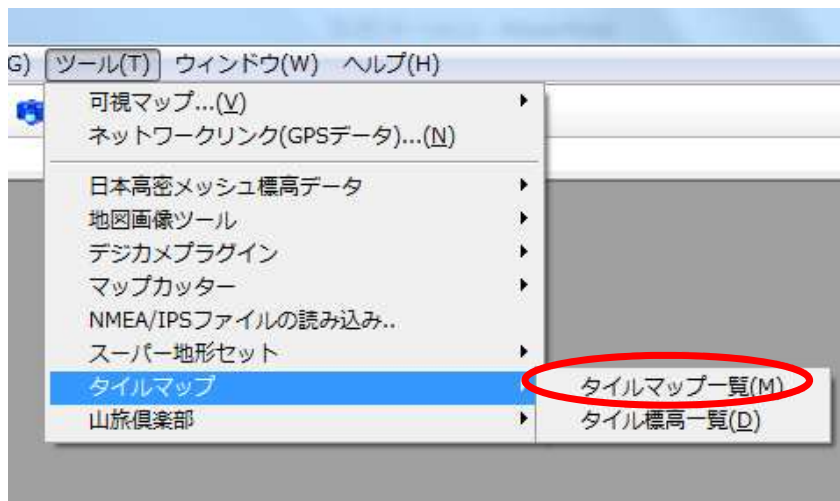 G) ツール(T) ウィンドウ(W) ヘルプ(H)
可視マップ...(V)
ネットワークリンク(GPSデータ)...(N)
日本高密メッシュ標高データ
地図画像ツール
デジカメプラグイン
マップカッター
NMEA/IPSファイルの読み込み..
スーパー地形セット
タイルマップ
タイルマップ一覧(M)
山旅倶楽部
タイル標高一覧(D)